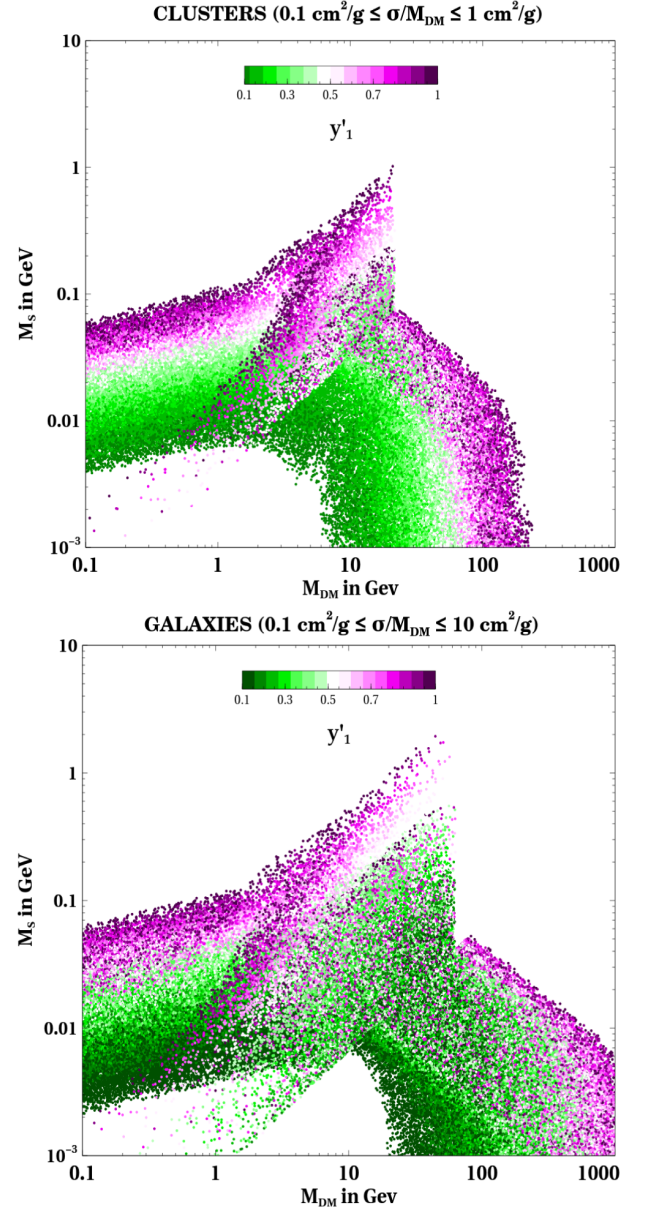 CLUSTERS (0.1 cm²/g ≤ σ/M_DM ≤ 1 cm²/g)
10
0.1 0.3 0.5 0.7 1
y'₁
1
M_S in GeV
0.1
0.01
10⁻³
0.1 1 10 100 1000
M_DM in Gev
GALAXIES (0.1 cm²/g ≤ σ/M_DM ≤ 10 cm²/g)
10
0.1 0.3 0.5 0.7 1
y'₁
1
M_S in GeV
0.1
0.01
10⁻³
0.1 1 10 100 1000
M_DM in Gev